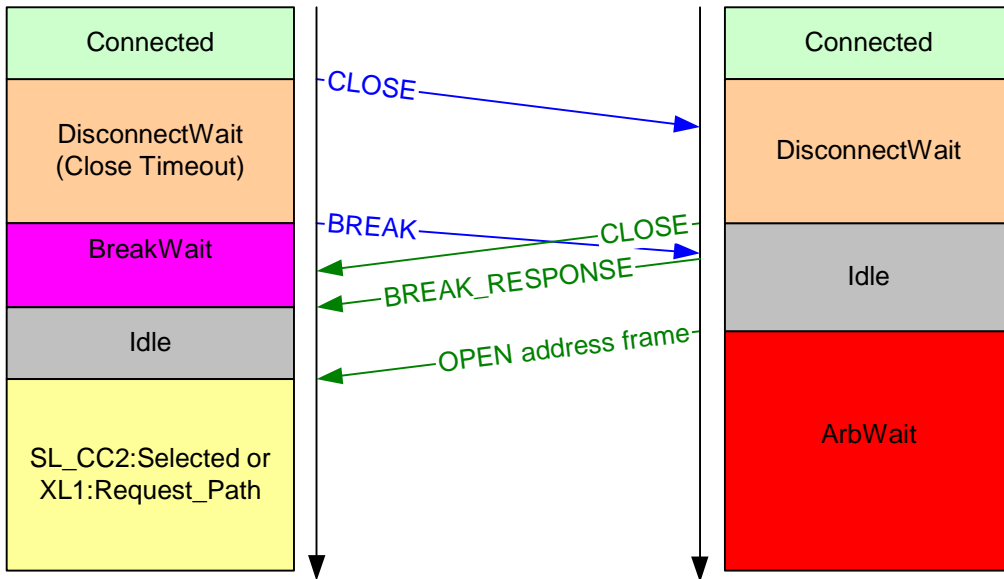 Connected
Connected
CLOSE
DisconnectWait
(Close Timeout)
DisconnectWait
BREAK
CLOSE
BreakWait
BREAK_RESPONSE
Idle
Idle
OPEN address frame
SL_CC2:Selected or
XL1:Request_Path
ArbWait